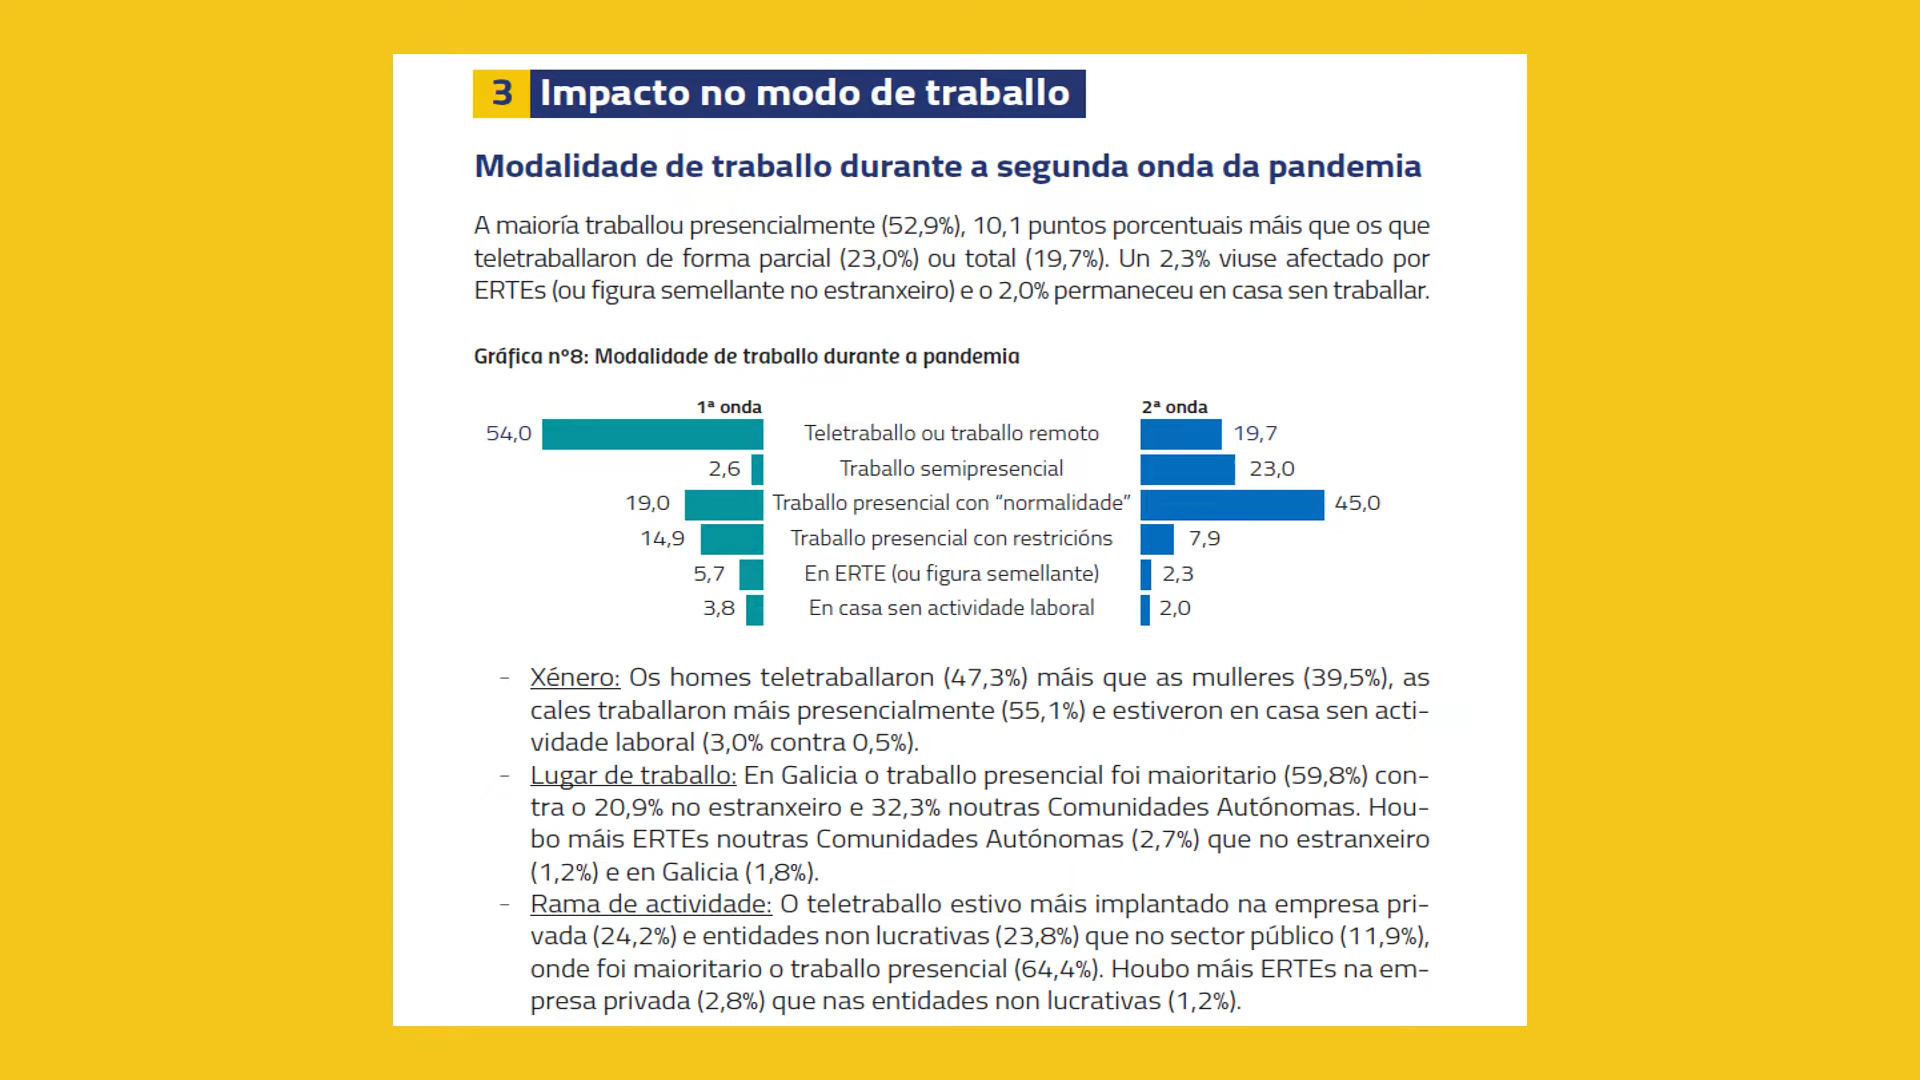 3 Impacto no modo de traballo
Modalidade de traballo durante a segunda onda da pandemia
A maioría traballou presencialmente (52,9%), 10,1 puntos porcentuais máis que os que
teletraballaron de forma parcial (23,0%) ou total (19,7%). Un 2,3% viuse afectado por
ERTEs (ou figura semellante no estranxeiro) e o 2,0% permaneceu en casa sen traballar.
Gráfica nº8: Modalidade de traballo durante a pandemia
1ª onda 2ª onda
54,0 Teletraballo ou traballo remoto 19,7
2,6 Traballo semipresencial 23,0
19,0 Traballo presencial con “normalidade” 45,0
14,9 Traballo presencial con restricións 7,9
5,7 En ERTE (ou figura semellante) 2,3
3,8 En casa sen actividade laboral 2,0
- Xénero: Os homes teletraballaron (47,3%) máis que as mulleres (39,5%), as
cales traballaron máis presencialmente (55,1%) e estiveron en casa sen acti-
vidade laboral (3,0% contra 0,5%).
- Lugar de traballo: En Galicia o traballo presencial foi maioritario (59,8%) con-
tra o 20,9% no estranxeiro e 32,3% noutras Comunidades Autónomas. Hou-
bo máis ERTEs noutras Comunidades Autónomas (2,7%) que no estranxeiro
(1,2%) e en Galicia (1,8%).
- Rama de actividade: O teletraballo estivo máis implantado na empresa pri-
vada (24,2%) e entidades non lucrativas (23,8%) que no sector público (11,9%),
onde foi maioritario o traballo presencial (64,4%). Houbo máis ERTEs na em-
presa privada (2,8%) que nas entidades non lucrativas (1,2%).